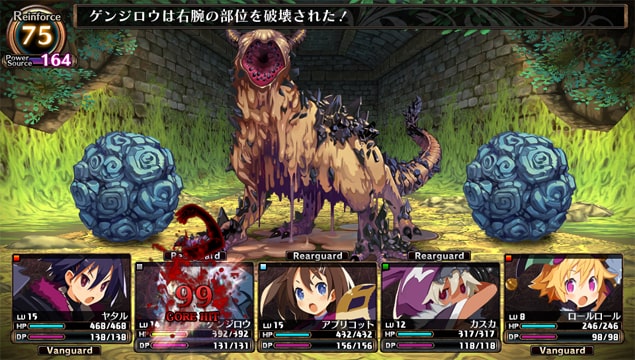 ゲンジロウは右腕の部位を破壊された!
Reinforce
75
Power Source 164
Rearguard
Rearguard
99
GORE HIT
LV 15 ヤタル
HP 468/468
DP 138/138
Vanguard
ゲンジロウ
392/392
DP 131/131
LV 15 アプリコット
HP 432/432
DP 156/156
LV 12 カスカ
HP 317/317
DP 118/118
LV 8 ロールロール
HP 246/246
DP 98/98
Vanguard